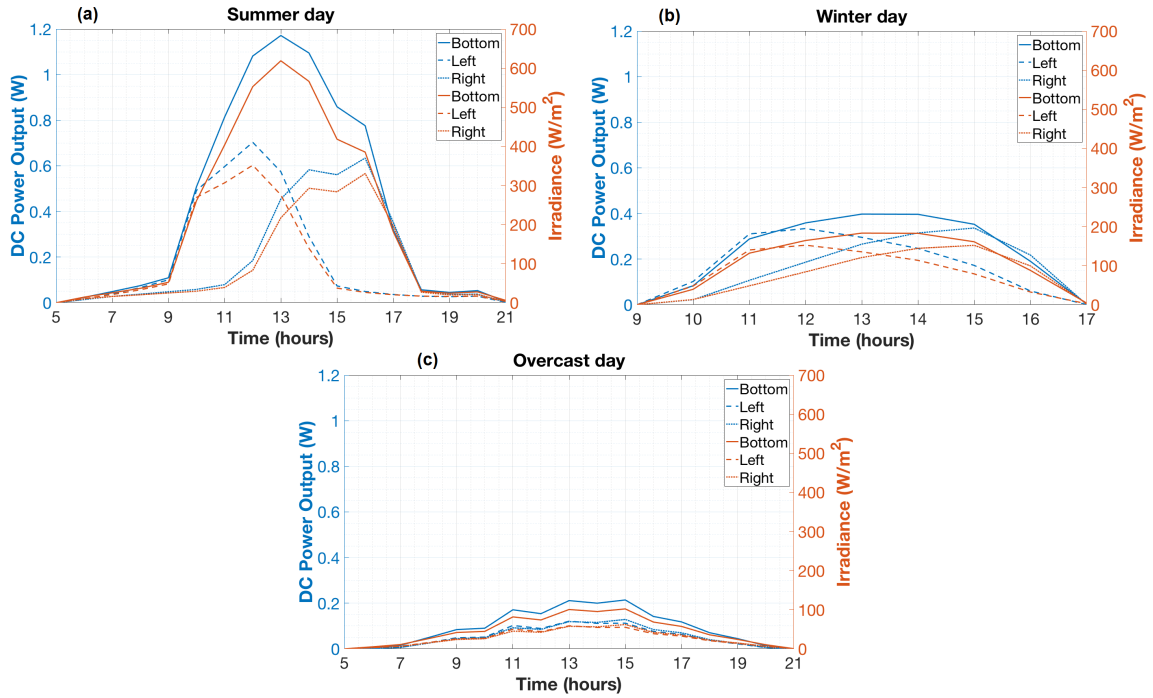 (a)
Summer day
1.2
1
0.8
0.6
0.4
0.2
0
DC Power Output (W)
700
600
500
400
300
200
100
0
Irradiance (W/m²)
Bottom
Left
Right
Bottom
Left
Right
5 7 9 11 13 15 17 19 21
Time (hours)
(b)
Winter day
1.2
1
0.8
0.6
0.4
0.2
0
DC Power Output (W)
700
600
500
400
300
200
100
0
Irradiance (W/m²)
Bottom
Left
Right
Bottom
Left
Right
9 10 11 12 13 14 15 16 17
Time (hours)
(c)
Overcast day
1.2
1
0.8
0.6
0.4
0.2
0
DC Power Output (W)
700
600
500
400
300
200
100
0
Irradiance (W/m²)
Bottom
Left
Right
Bottom
Left
Right
5 7 9 11 13 15 17 19 21
Time (hours)